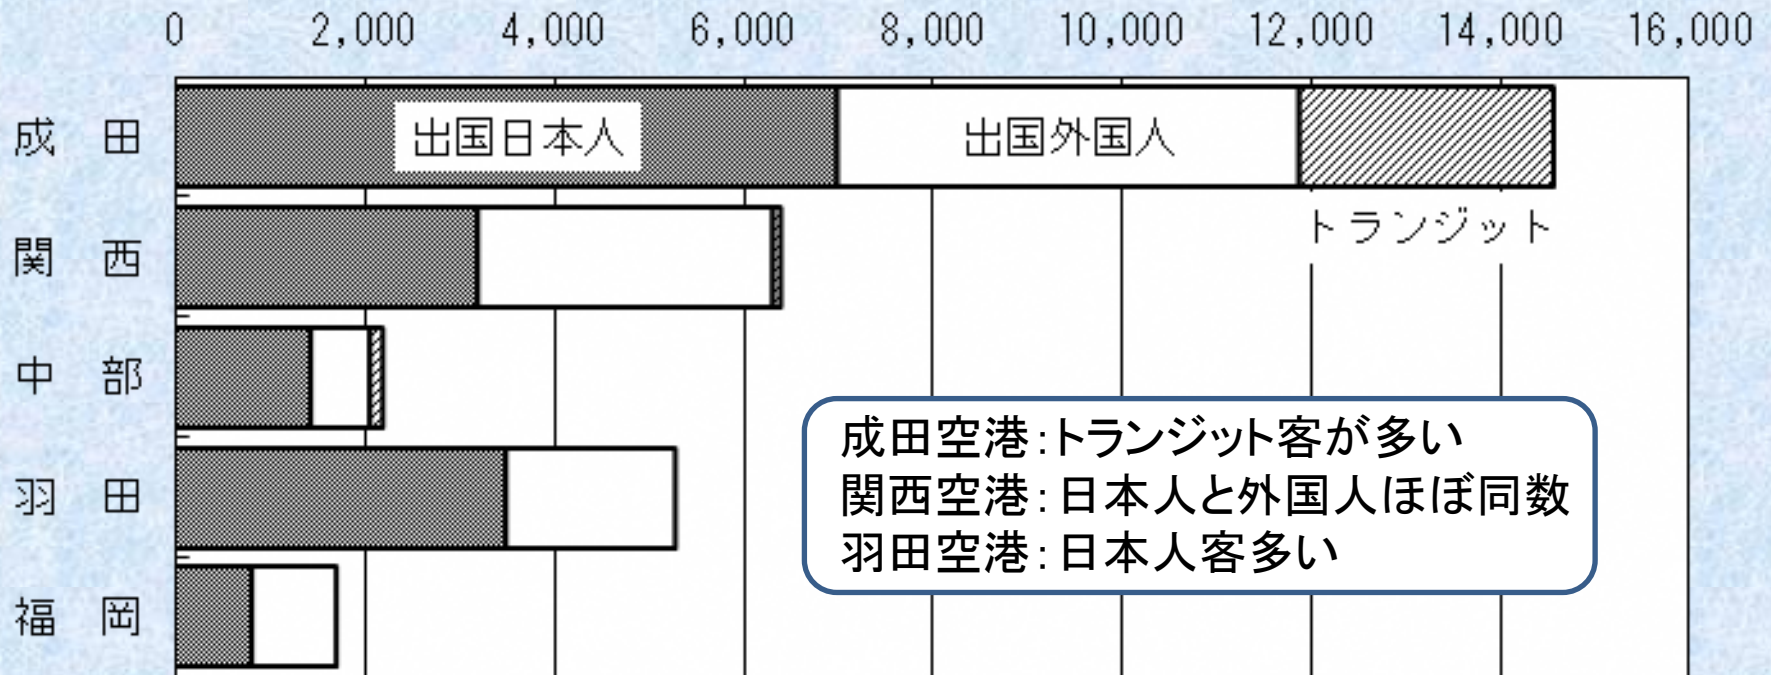 0 2,000 4,000 6,000 8,000 10,000 12,000 14,000 16,000
成田
出国日本人
出国外国人
トランジット
関西
中部
羽田
福岡
成田空港:トランジット客が多い
関西空港:日本人と外国人ほぼ同数
羽田空港:日本人客多い